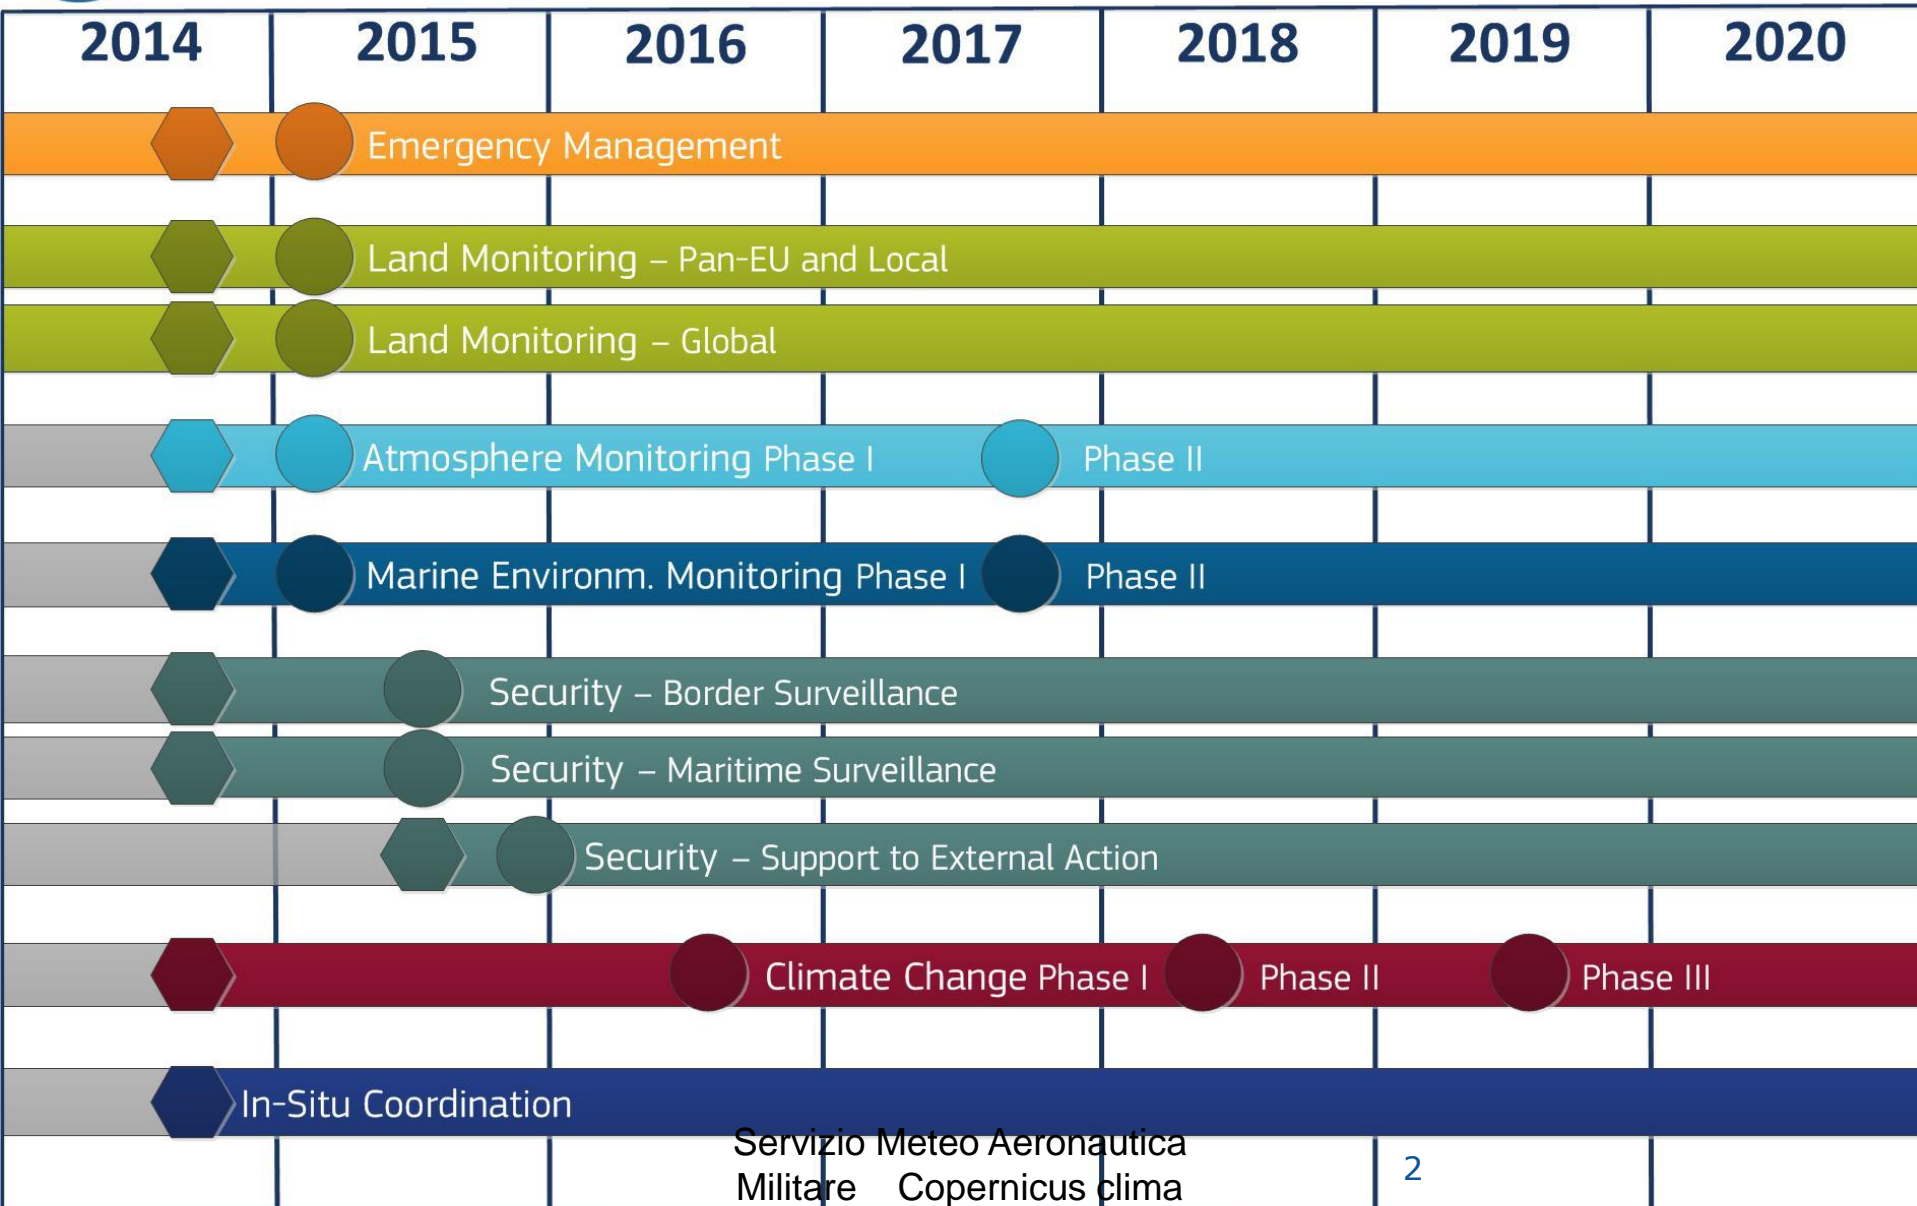 2014 2015 2016 2017 2018 2019 2020
Emergency Management
Land Monitoring – Pan-EU and Local
Land Monitoring – Global
Atmosphere Monitoring Phase I Phase II
Marine Environm. Monitoring Phase I Phase II
Security – Border Surveillance
Security – Maritime Surveillance
Security – Support to External Action
Climate Change Phase I Phase II Phase III
In-Situ Coordination
Servizio Meteo Aeronautica
Militare Copernicus clima
2